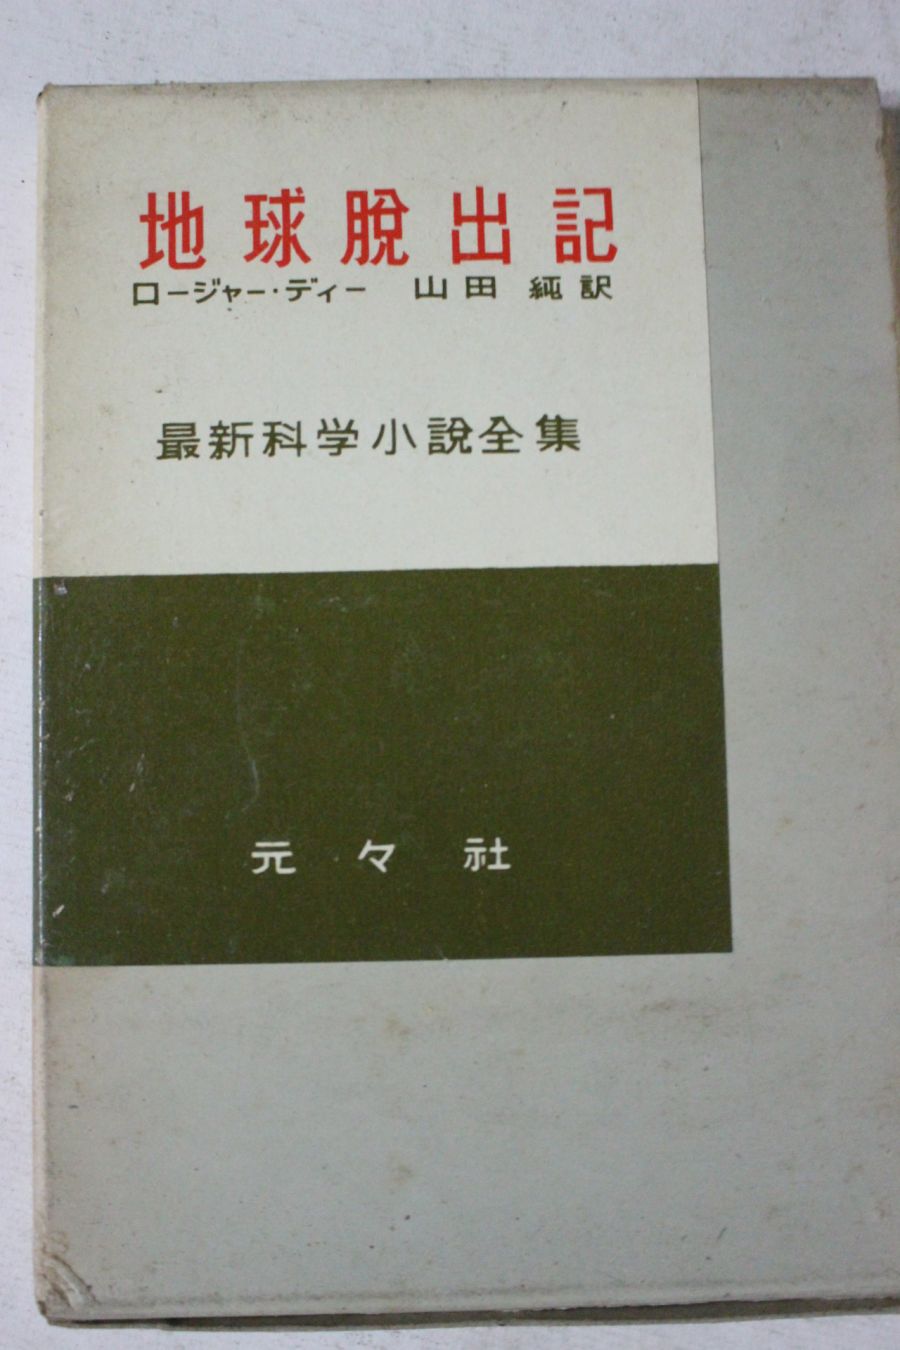 地球脱出記
ロージャー・ディー 山田 純訳
最新科学小說全集
元々社